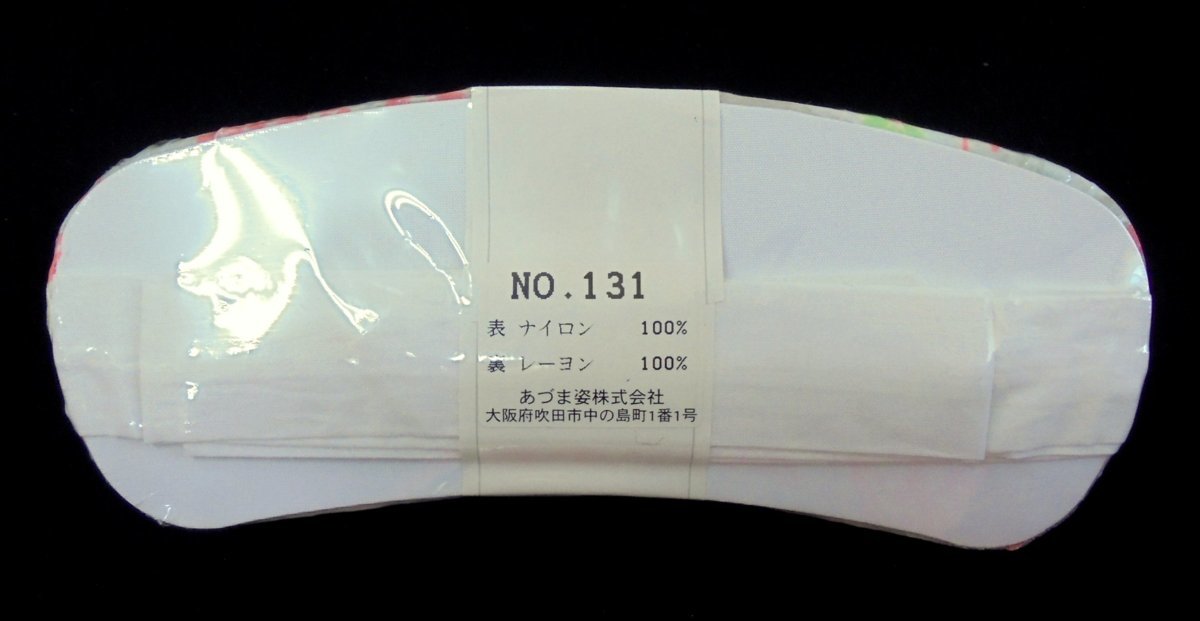 NO.131
表 ナイロン 100%
裏 レーヨン 100%
あづま姿株式会社
大阪府吹田市中の島町1番1号